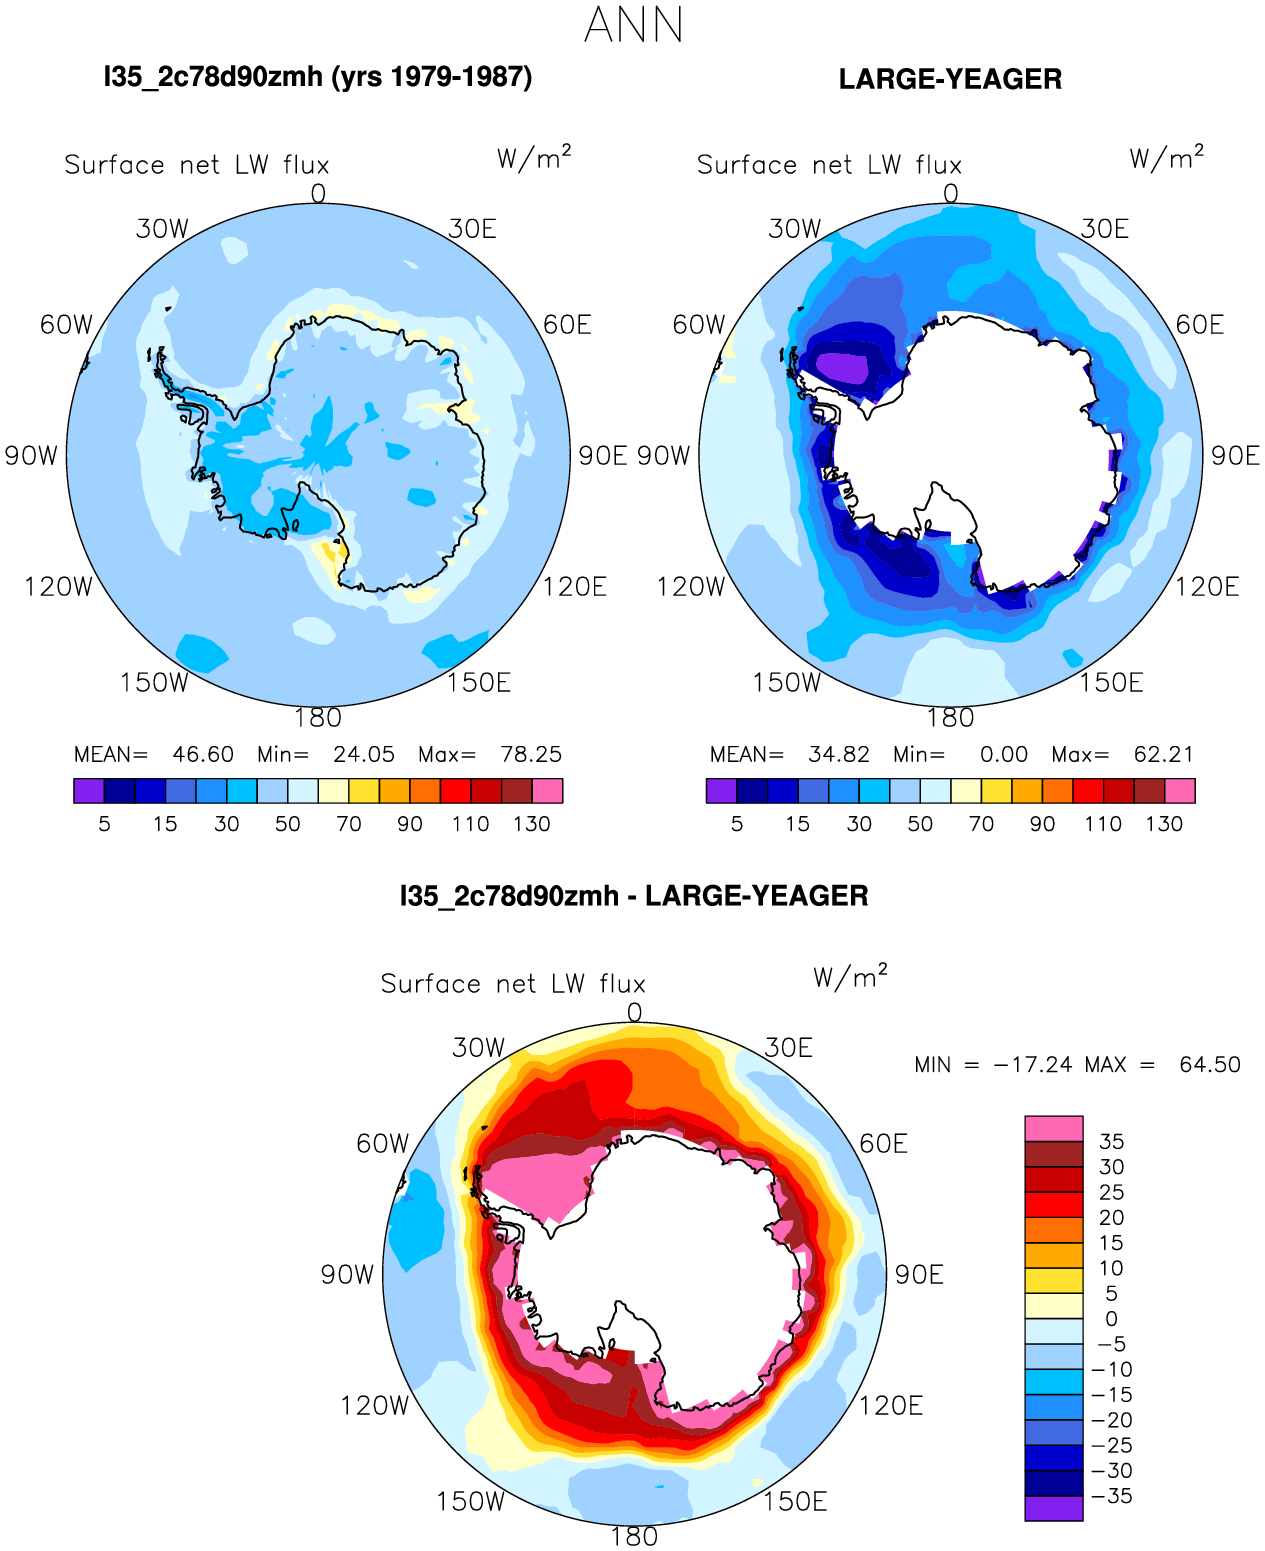 ANN
l35_2c78d90zmh (yrs 1979-1987)
LARGE-YEAGER
Surface net LW flux W/m2
Surface net LW flux W/m2
0
30W 30E
60W 60E
90W 90E
120W 120E
150W 150E
180
0
30W 30E
60W 60E
90W 90E
120W 120E
150W 150E
180
MEAN= 46.60 Min= 24.05 Max= 78.25
MEAN= 34.82 Min= 0.00 Max= 62.21
5 15 30 50 70 90 110 130
5 15 30 50 70 90 110 130
l35_2c78d90zmh - LARGE-YEAGER
Surface net LW flux W/m2
0
30W 30E
MIN = -17.24 MAX = 64.50
60W 60E
90W 90E
120W 120E
150W 150E
180
35
30
25
20
15
10
5
0
-5
-10
-15
-20
-25
-30
-35